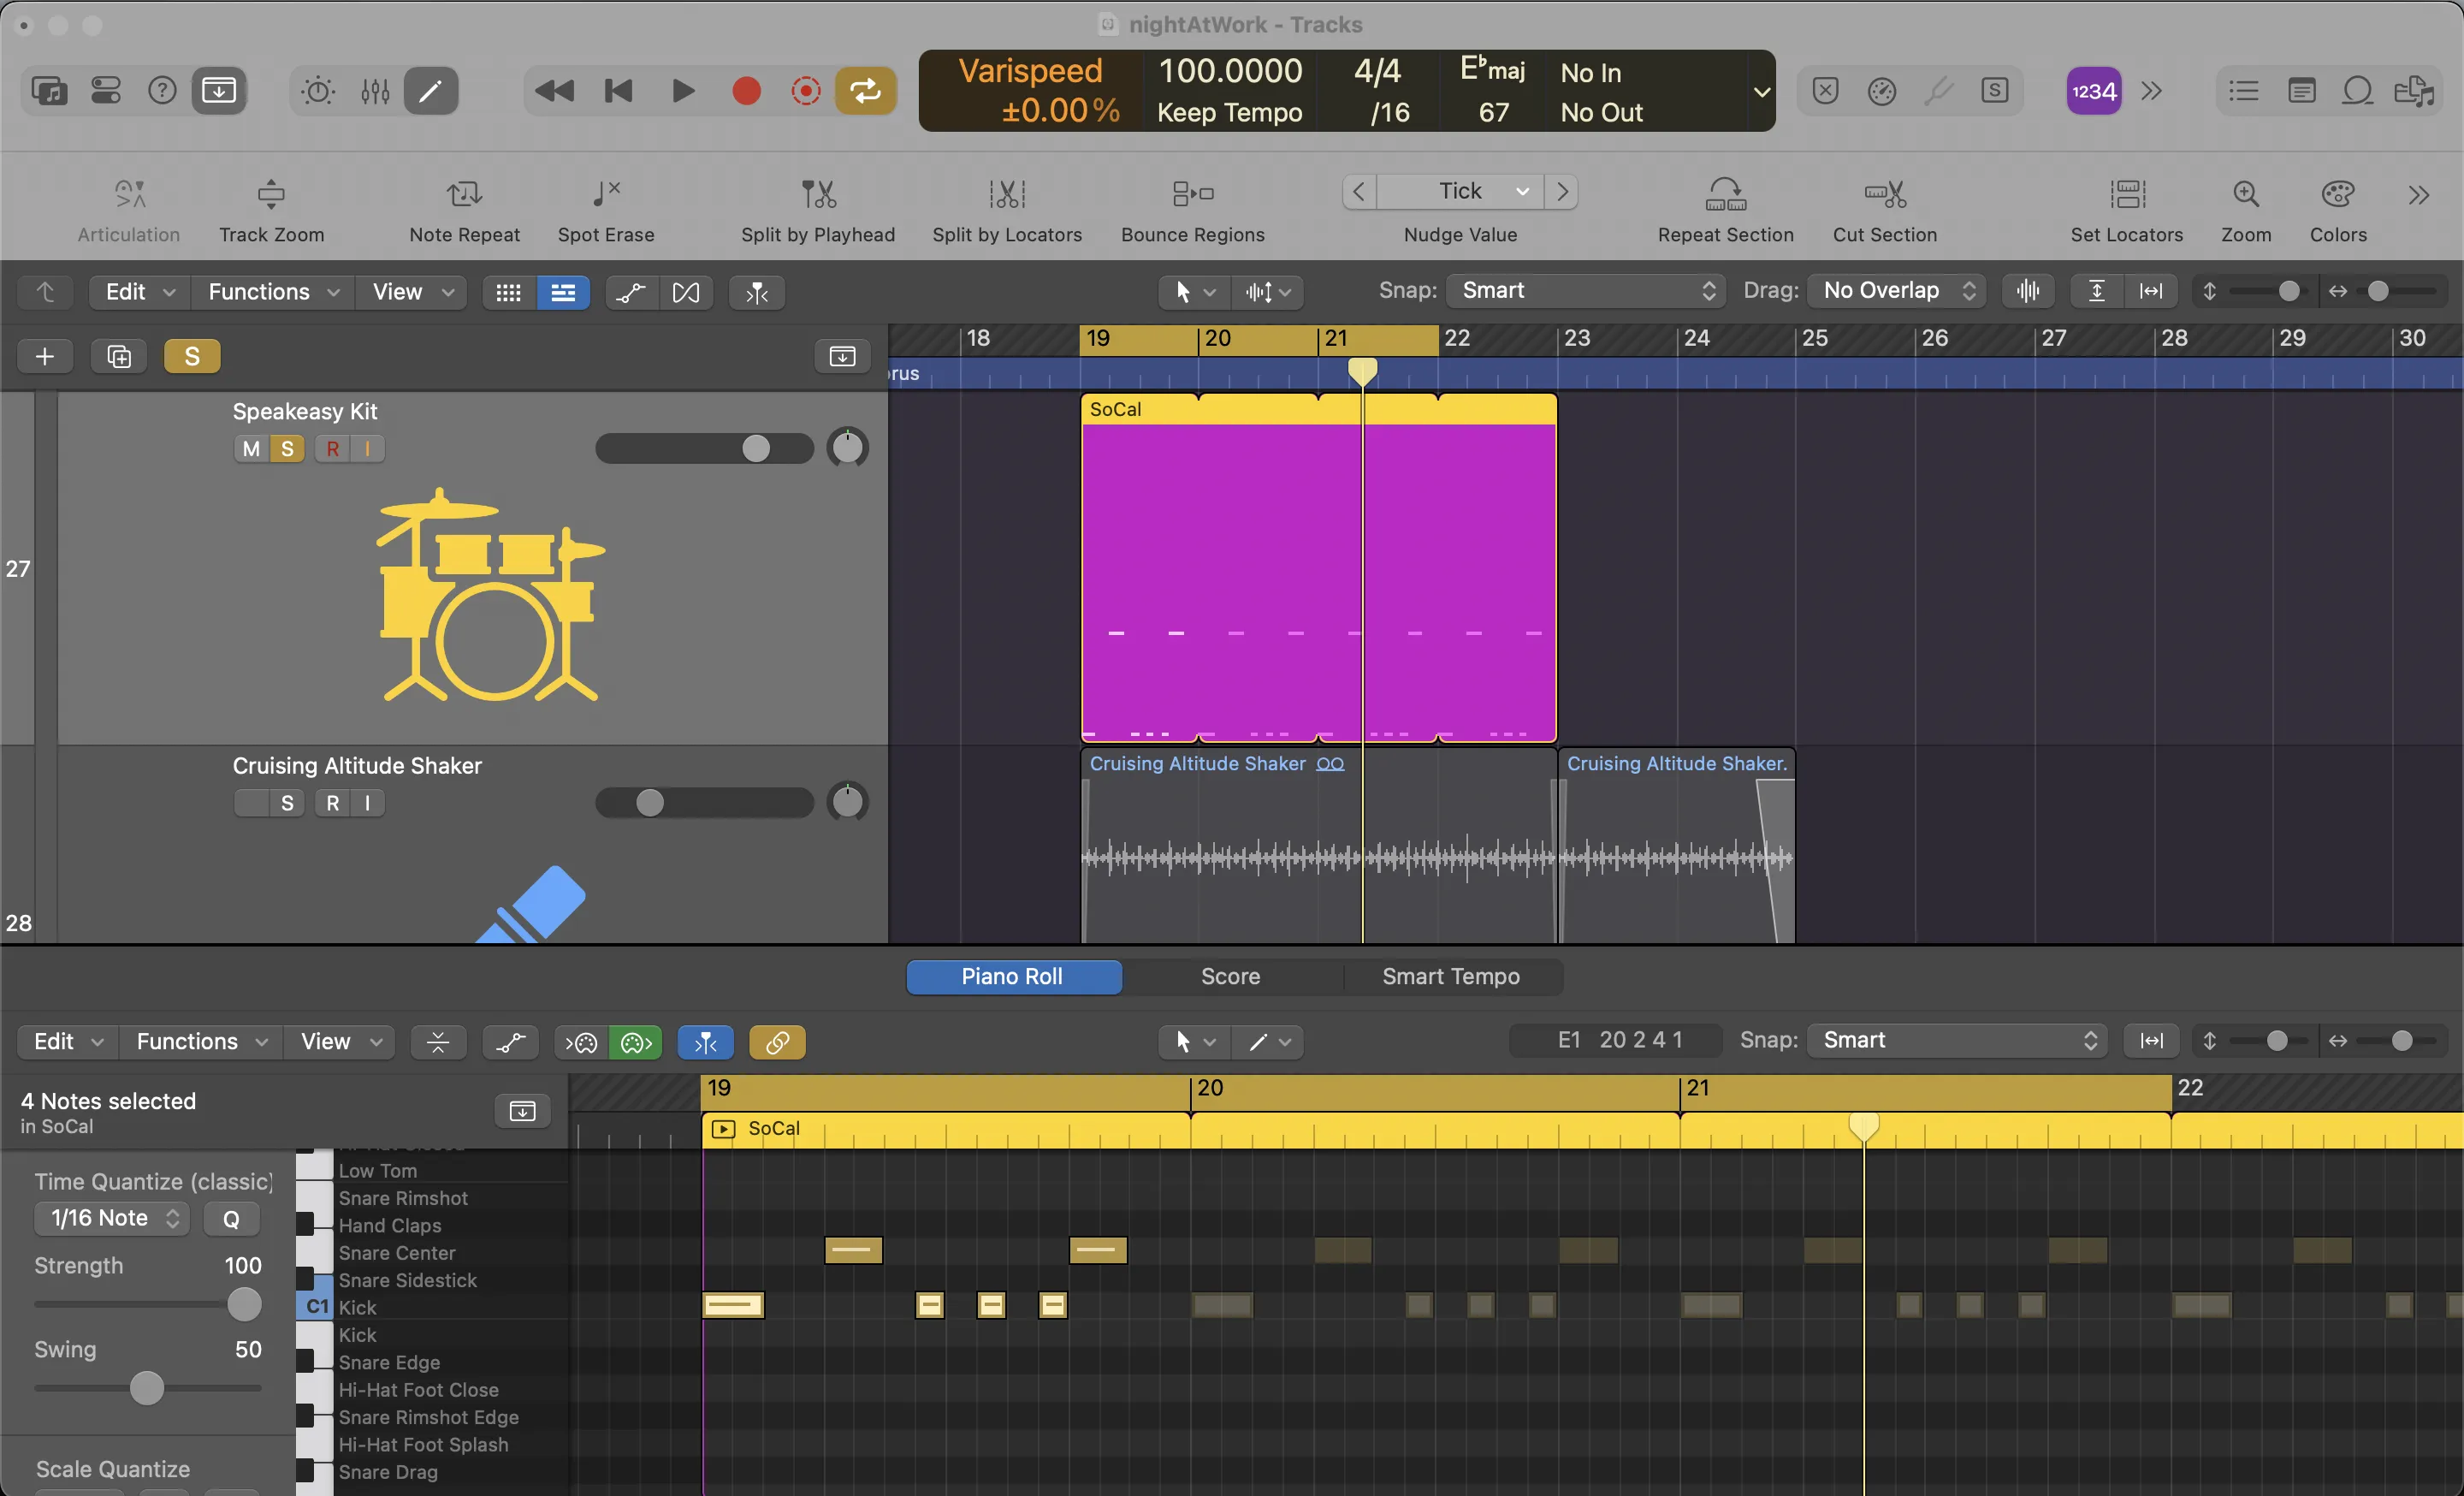 nightAtWork - Tracks
Varispeed 100.0000 4/4 E♭maj No In
±0.00% Keep Tempo /16 67 No Out
1234
Tick
Articulation Track Zoom Note Repeat Spot Erase Split by Playhead Split by Locators Bounce Regions Nudge Value Repeat Section Cut Section Set Locators Zoom Colors
Edit Functions View Snap: Smart Drag: No Overlap
S
18 19 20 21 22 23 24 25 26 27 28 29 30
orus
Speakeasy Kit
M S R I
27
SoCal
Cruising Altitude Shaker
S R I
28
Cruising Altitude Shaker
Cruising Altitude Shaker.
Piano Roll Score Smart Tempo
Edit Functions View E1 20 2 4 1 Snap: Smart
4 Notes selected
in SoCal
19 20 21 22
SoCal
Time Quantize (classic)
1/16 Note Q
Strength 100
Swing 50
Scale Quantize
Low Tom
Snare Rimshot
Hand Claps
Snare Center
Snare Sidestick
C1 Kick
Kick
Snare Edge
Hi-Hat Foot Close
Snare Rimshot Edge
Hi-Hat Foot Splash
Snare Drag